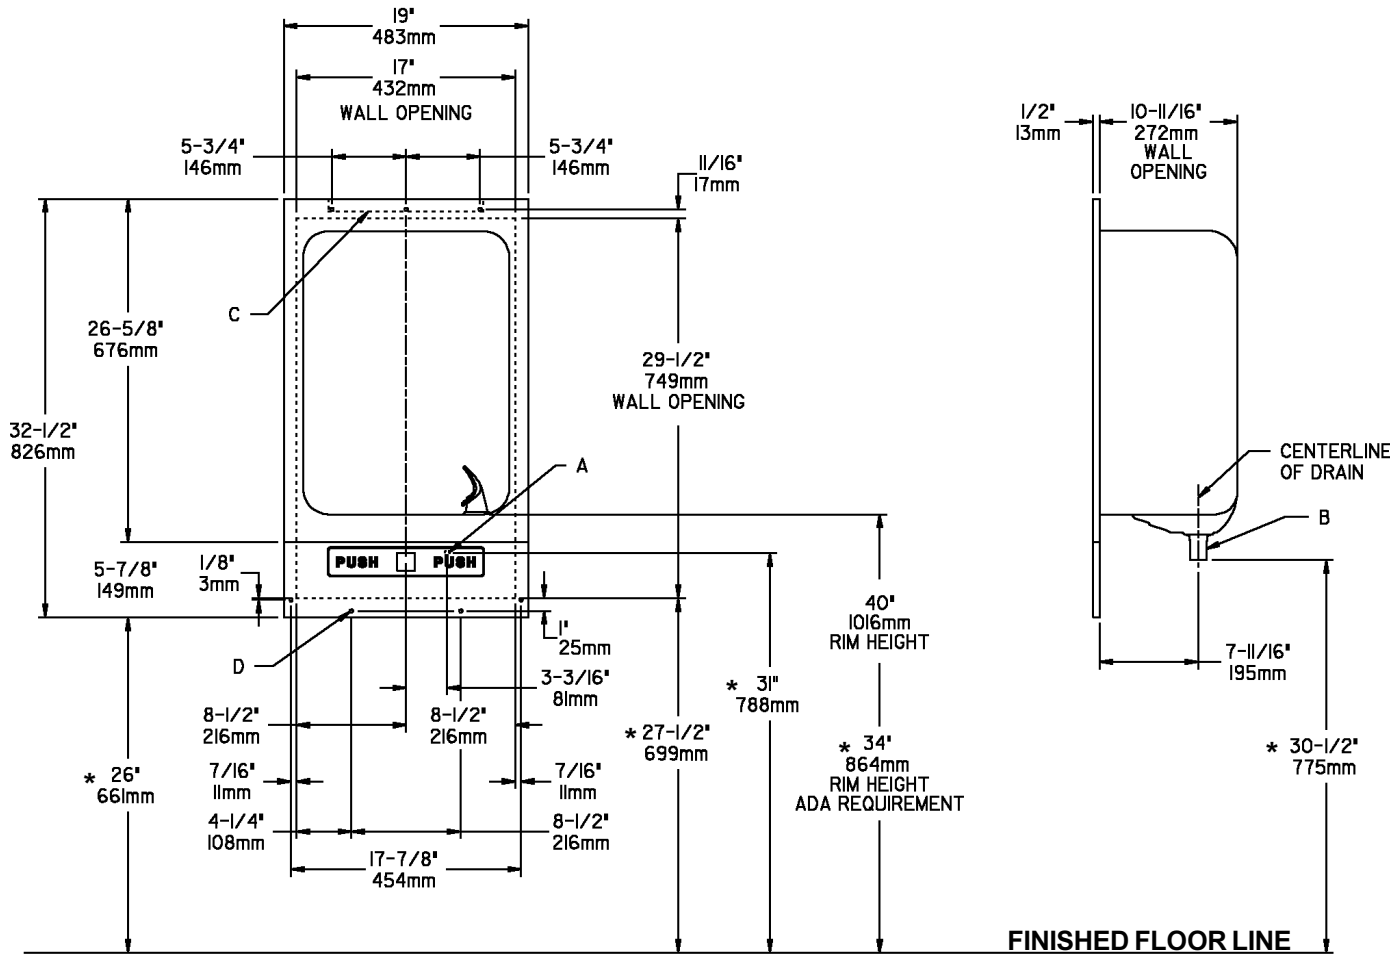 19"
483mm
17"
432mm
WALL OPENING
5-3/4"
146mm
5-3/4"
146mm
11/16"
17mm
1/2"
13mm
10-11/16"
272mm
WALL
OPENING
C
26-5/8"
676mm
29-1/2"
749mm
WALL OPENING
32-1/2"
826mm
A
CENTERLINE
OF DRAIN
B
PUSH
PUSH
1/8"
3mm
5-7/8"
149mm
40"
1016mm
RIM HEIGHT
1"
25mm
D
7-11/16"
195mm
3-3/16"
81mm
* 31"
788mm
8-1/2"
216mm
8-1/2"
216mm
* 27-1/2"
699mm
* 34"
864mm
RIM HEIGHT
ADA REQUIREMENT
* 30-1/2"
775mm
* 26"
661mm
7/16"
11mm
7/16"
11mm
4-1/4"
108mm
8-1/2"
216mm
17-7/8"
454mm
FINISHED FLOOR LINE